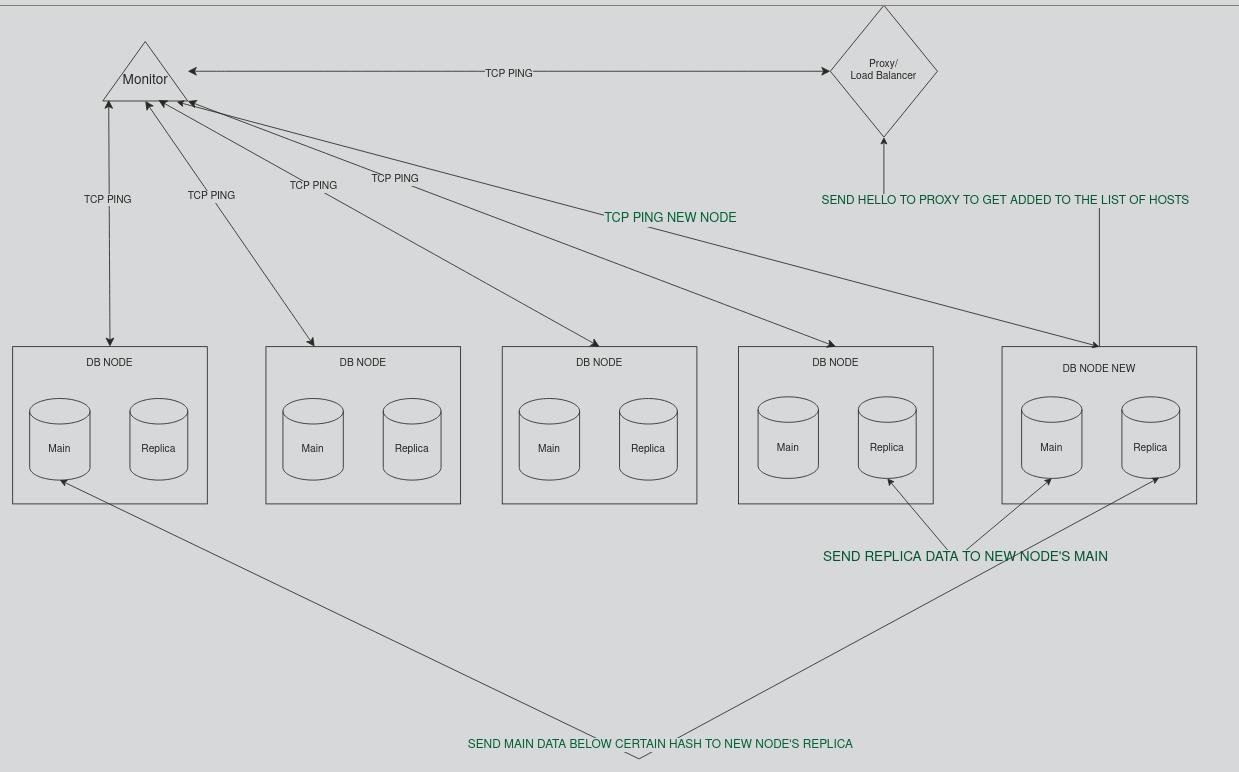 Monitor
TCP PING
Proxy/
Load Balancer
TCP PING
TCP PING
TCP PING
TCP PING
TCP PING NEW NODE
SEND HELLO TO PROXY TO GET ADDED TO THE LIST OF HOSTS
DB NODE
Main
Replica
DB NODE
Main
Replica
DB NODE
Main
Replica
DB NODE
Main
Replica
DB NODE NEW
Main
Replica
SEND REPLICA DATA TO NEW NODE'S MAIN
SEND MAIN DATA BELOW CERTAIN HASH TO NEW NODE'S REPLICA